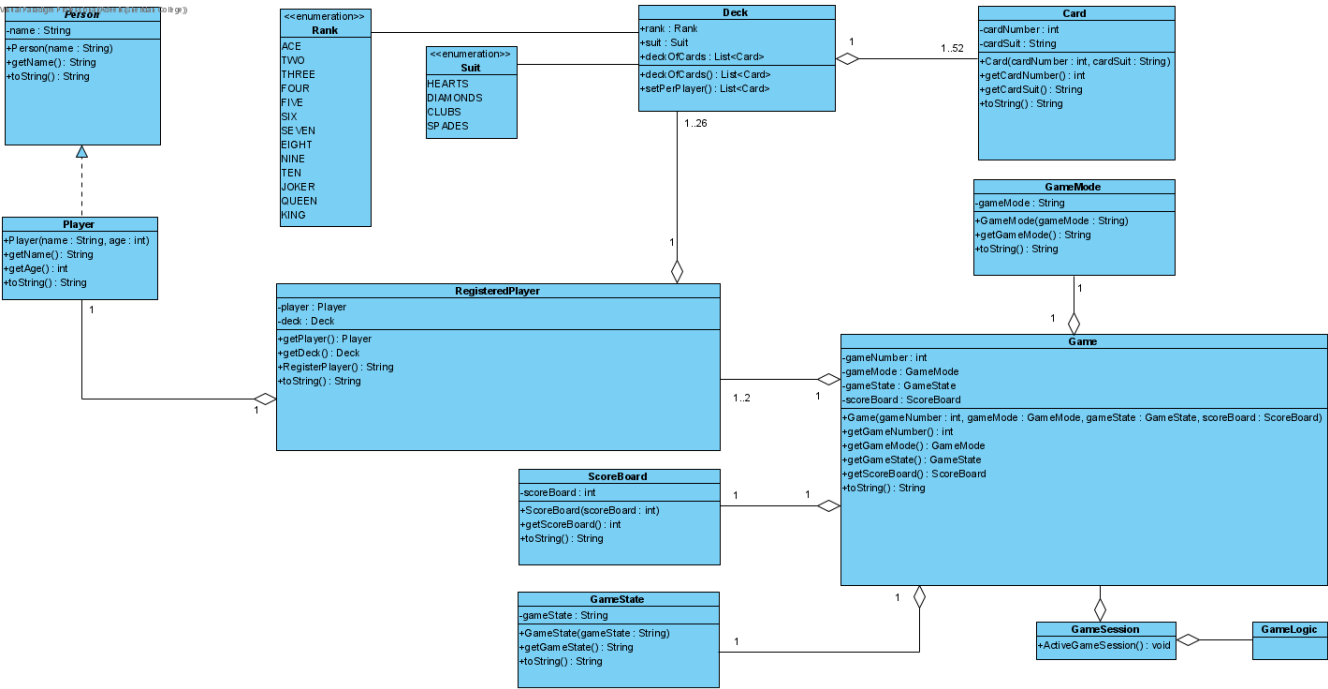 Person
-name : String
+Person(name : String)
+getName() : String
+toString() : String
<<enumeration>>
Rank
ACE
TWO
THREE
FOUR
FIVE
SIX
SEVEN
EIGHT
NINE
TEN
JOKER
QUEEN
KING
<<enumeration>>
Suit
HEARTS
DIAMONDS
CLUBS
SPADES
Deck
+rank : Rank
+suit : Suit
+deckOfCards : List<Card>
+deckOfCards() : List<Card>
+setPerPlayer() : List<Card>
1
1..52
Card
-cardNumber : int
-cardSuit : String
+Card(cardNumber : int, cardSuit : String)
+getCardNumber() : int
+getCardSuit() : String
+toString() : String
1..26
1
GameMode
-gameMode : String
+GameMode(gameMode : String)
+getGameMode() : String
+toString() : String
1
1
Player
+Player(name : String, age : int)
+getName() : String
+getAge() : int
+toString() : String
1
1
RegisteredPlayer
-player : Player
-deck : Deck
+getPlayer() : Player
+getDeck() : Deck
+RegisterPlayer() : String
+toString() : String
1..2
1
Game
-gameNumber : int
-gameMode : GameMode
-gameState : GameState
-scoreBoard : ScoreBoard
+Game(gameNumber : int, gameMode : GameMode, gameState : GameState, scoreBoard : ScoreBoard)
+getGameNumber() : int
+getGameMode() : GameMode
+getGameState() : GameState
+getScoreBoard() : ScoreBoard
+toString() : String
ScoreBoard
-scoreBoard : int
+ScoreBoard(scoreBoard : int)
+getScoreBoard() : int
+toString() : String
1
1
GameState
-gameState : String
+GameState(gameState : String)
+getGameState() : String
+toString() : String
1
1
GameSession
+ActiveGameSession() : void
GameLogic